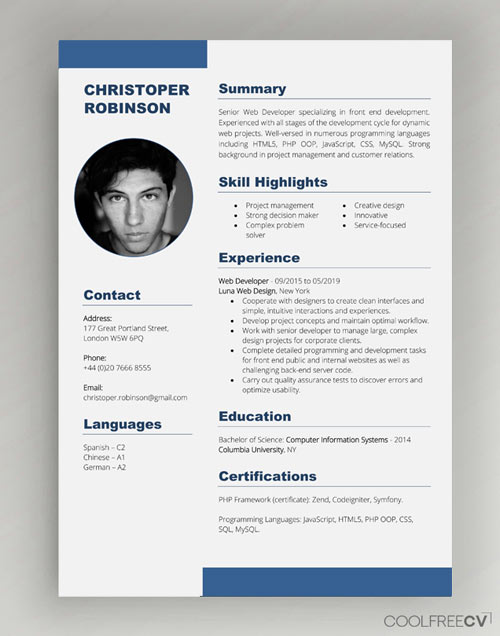 CHRISTOPER
ROBINSON
Contact
Address:
177 Great Portland Street,
London W5W 6PQ
Phone:
+44 (0)20 7666 8555
Email:
christoper.robinson@gmail.com
Languages
Spanish – C2
Chinese – A1
German – A2
Summary
Senior Web Developer specializing in front end development.
Experienced with all stages of the development cycle for dynamic
web projects. Well-versed in numerous programming languages
including HTML5, PHP OOP, JavaScript, CSS, MySQL. Strong
background in project management and customer relations.
Skill Highlights
• Project management
• Strong decision maker
• Complex problem
solver
• Creative design
• Innovative
• Service-focused
Experience
Web Developer - 09/2015 to 05/2019
Luna Web Design, New York
• Cooperate with designers to create clean interfaces and
simple, intuitive interactions and experiences.
• Develop project concepts and maintain optimal workflow.
• Work with senior developer to manage large, complex
design projects for corporate clients.
• Complete detailed programming and development tasks
for front end public and internal websites as well as
challenging back-end server code.
• Carry out quality assurance tests to discover errors and
optimize usability.
Education
Bachelor of Science: Computer Information Systems - 2014
Columbia University, NY
Certifications
PHP Framework (certificate): Zend, Codeigniter, Symfony.
Programming Languages: JavaScript, HTML5, PHP OOP, CSS,
SQL, MySQL.
COOLFREECV